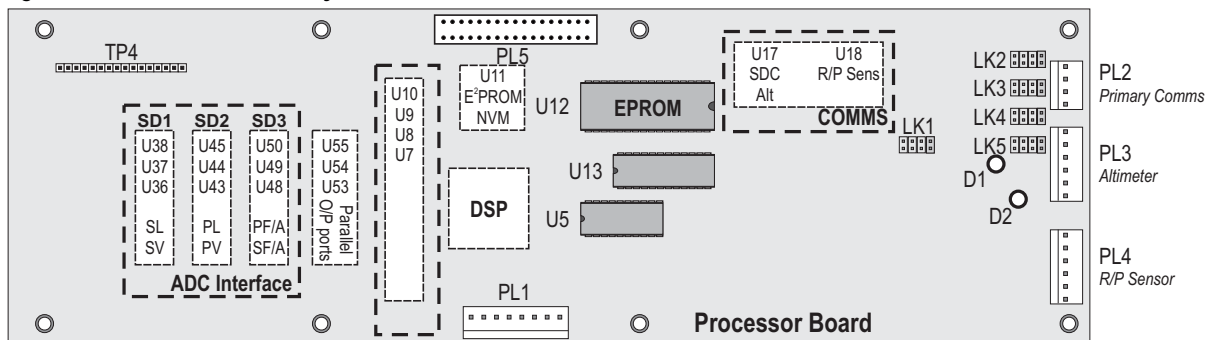 TP4
SD1 SD2 SD3
U38 U45 U50
U37 U44 U49
U36 U43 U48
SL PL PF/A
SV PV SF/A
ADC Interface
U55
U54
U53
Parallel
O/P ports
U10
U9
U8
U7
PL5
U11
E²PROM
NVM
DSP
PL1
U12
EPROM
U13
U5
U17 U18
SDC R/P Sens
Alt
COMMS
LK1
LK2
LK3
LK4
LK5
D1
D2
PL2
Primary Comms
PL3
Altimeter
PL4
R/P Sensor
Processor Board